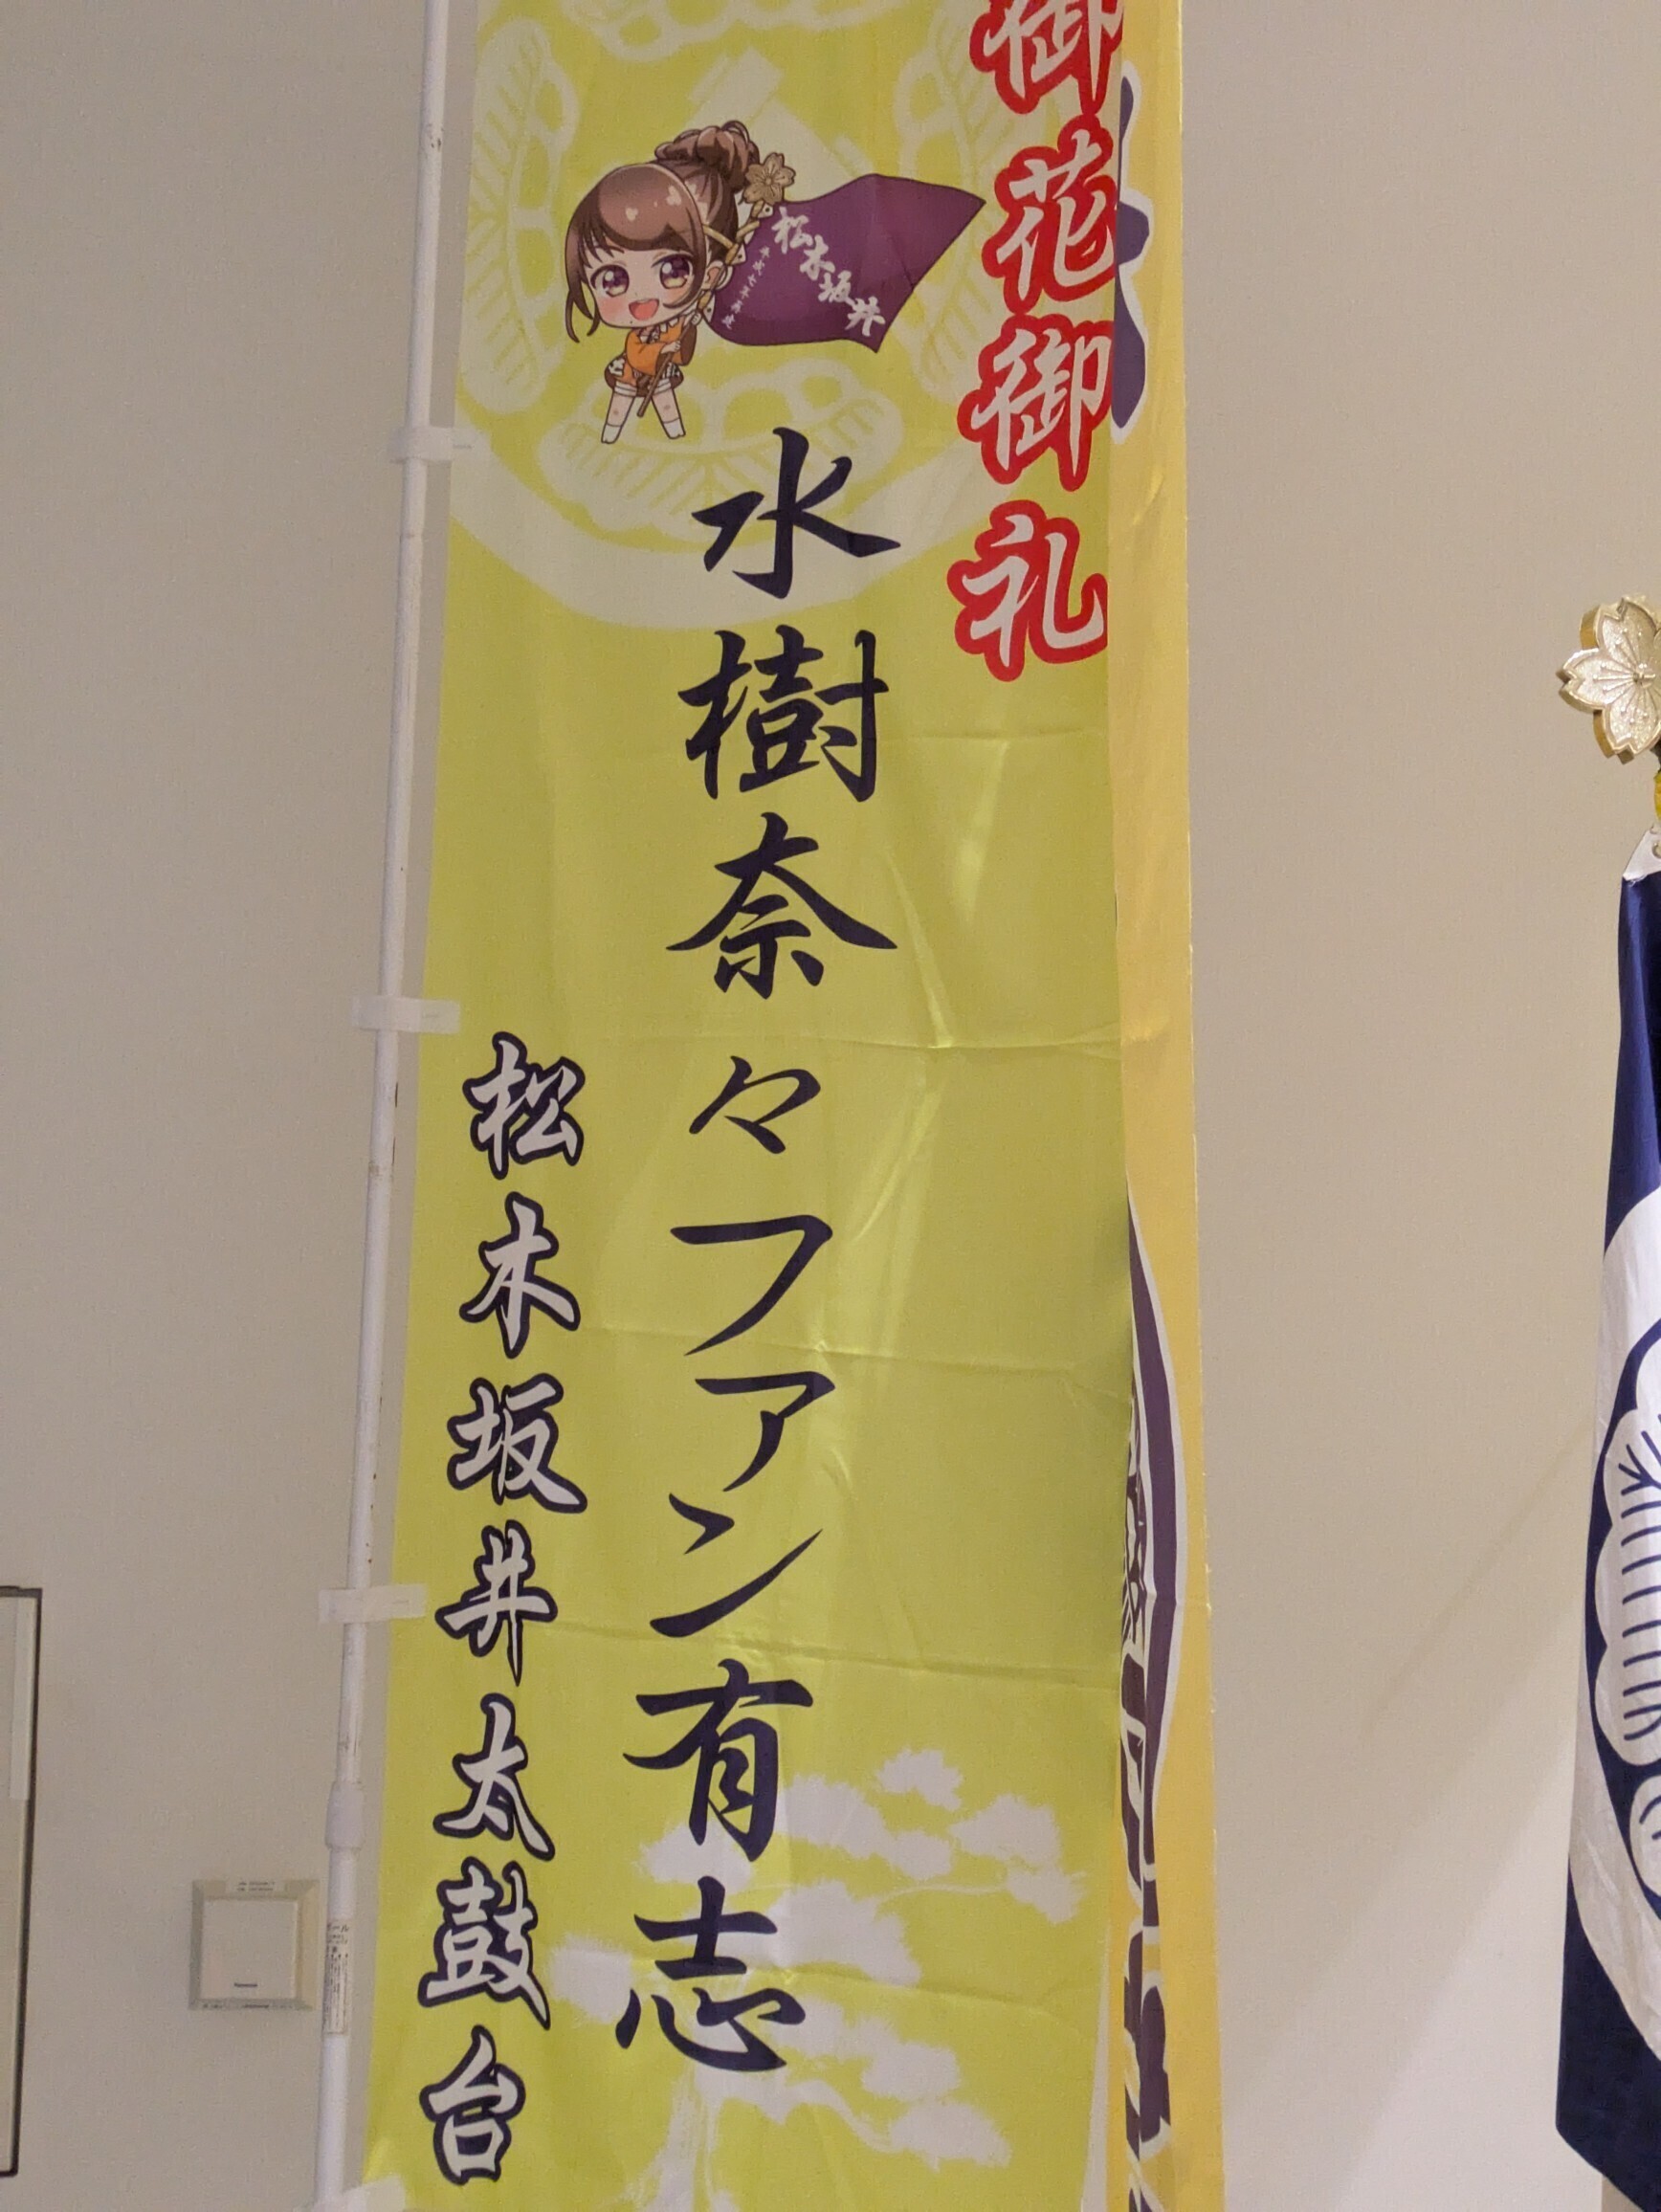 御花御礼
水樹奈々ファン有志
松木坂井太鼓台
松木坂井
Panasonic